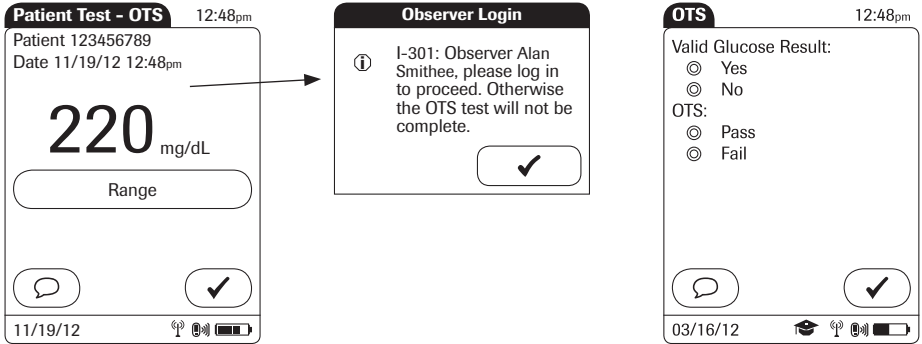 Patient Test - OTS 12:48pm
Patient 123456789
Date 11/19/12 12:48pm
220 mg/dL
Range
11/19/12
Observer Login
I-301: Observer Alan
Smithee, please log in
to proceed. Otherwise
the OTS test will not be
complete.
OTS 12:48pm
Valid Glucose Result:
Yes
No
OTS:
Pass
Fail
03/16/12